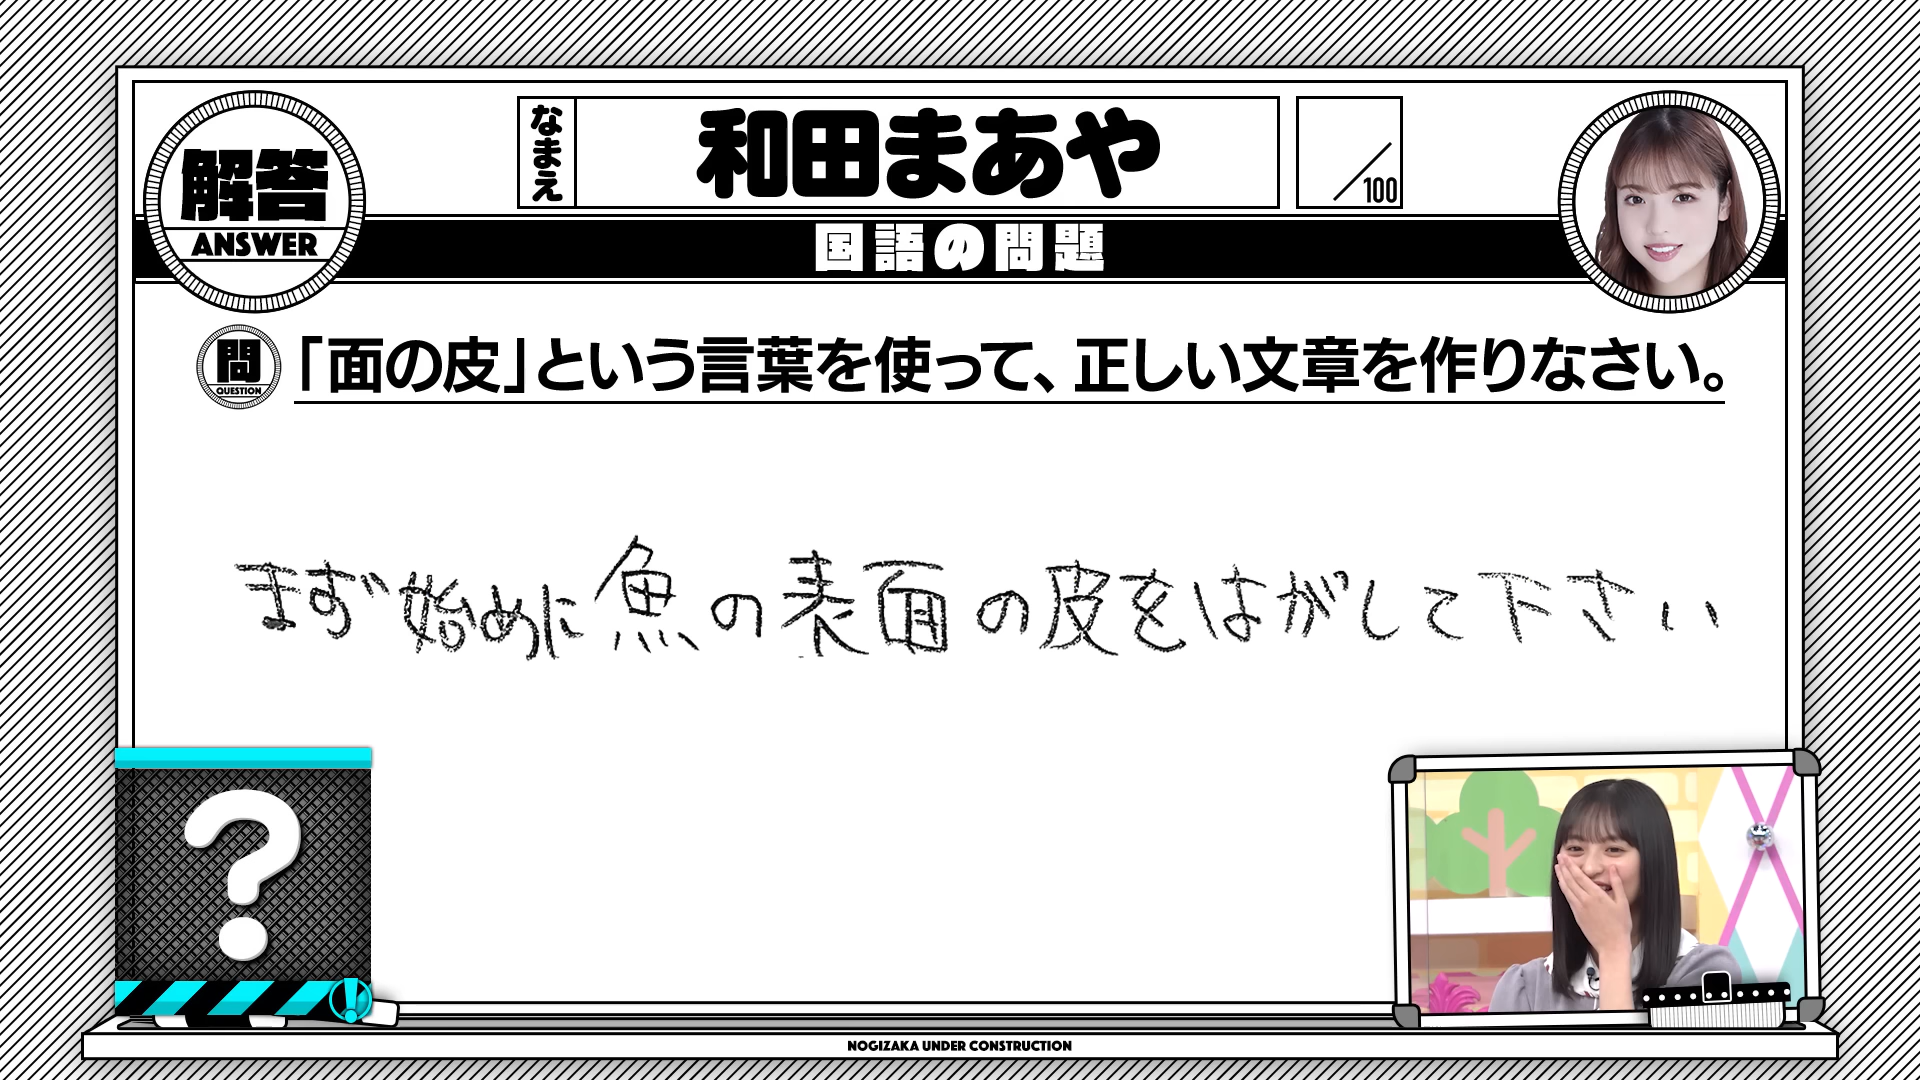 なまえ
和田まあや
100
解答
ANSWER
国語の問題
問
QUESTION
「面の皮」という言葉を使って、正しい文章を作りなさい。
まず始めに魚の表面の皮をはがして下さい
?
!
NOGIZAKA UNDER CONSTRUCTION